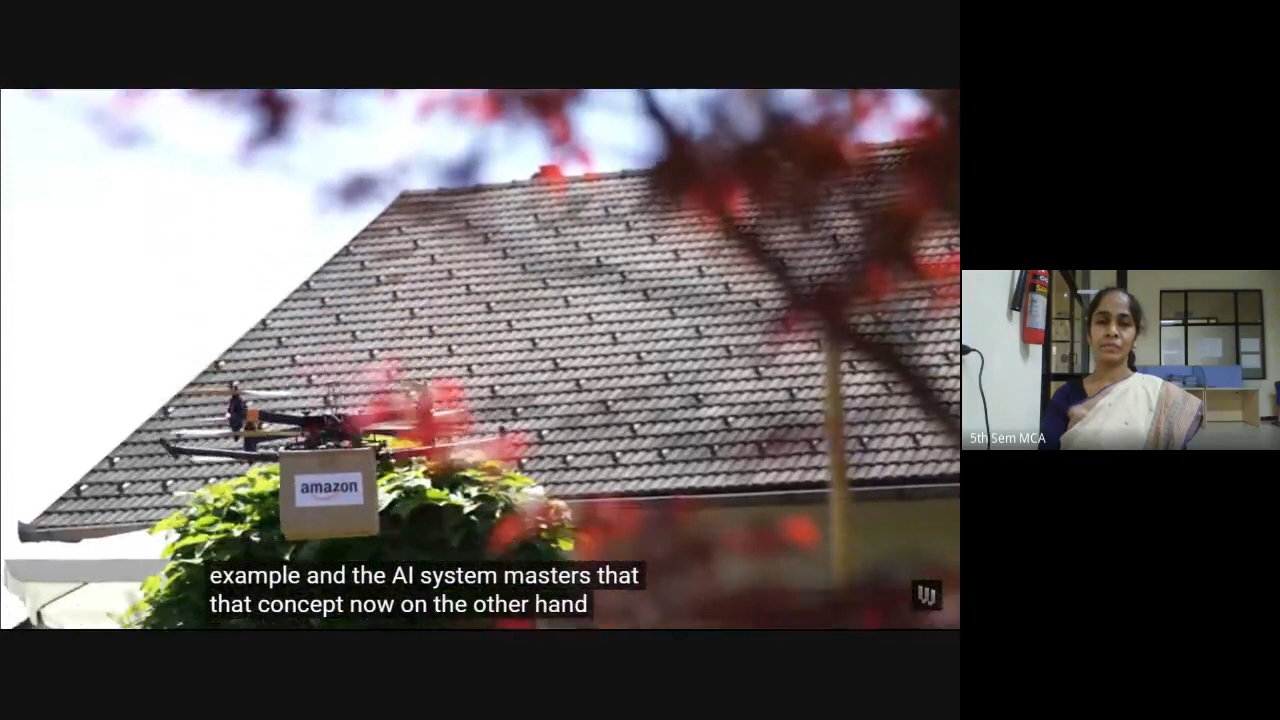 amazon
example and the AI system masters that
that concept now on the other hand
5th Sem MCA